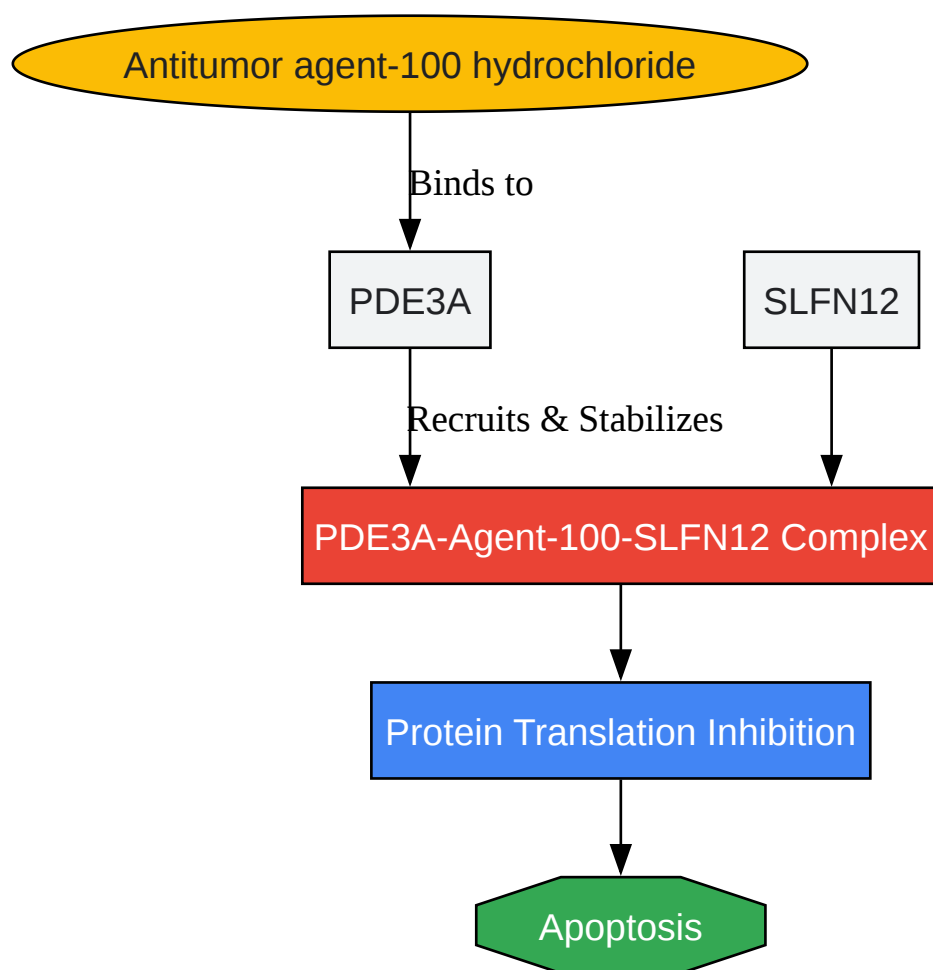 Antitumor agent-100 hydrochloride
Binds to
PDE3A
SLFN12
Recruits & Stabilizes
PDE3A-Agent-100-SLFN12 Complex
Protein Translation Inhibition
Apoptosis